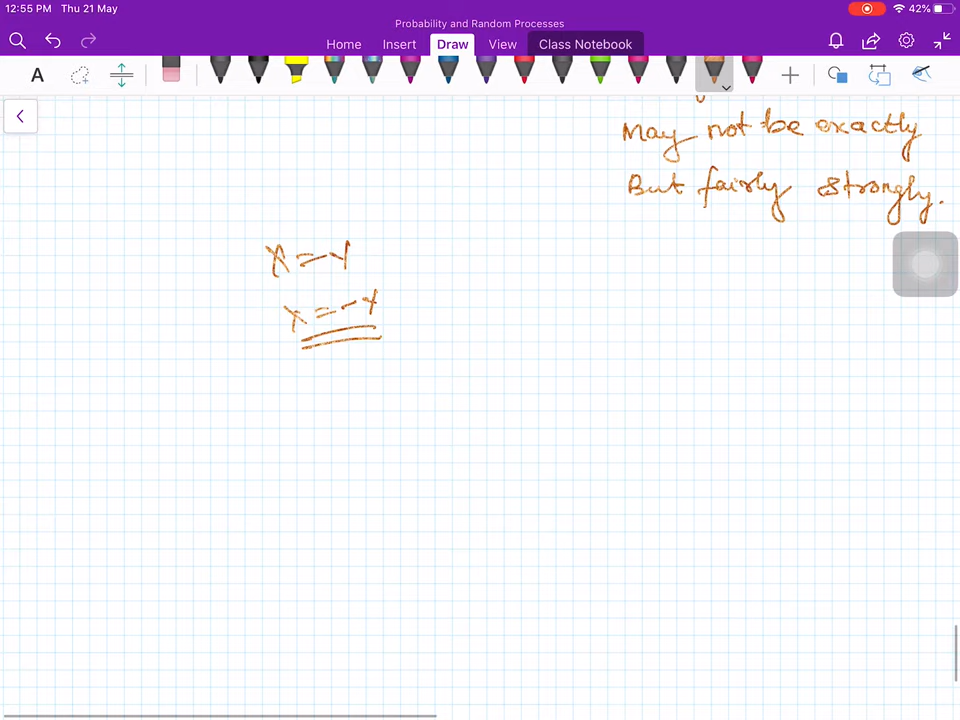 12:55 PM Thu 21 May 42%
Probability and Random Processes
Home Insert Draw View Class Notebook
A
May not be exactly
But fairly strongly.
X = Y
X = -Y